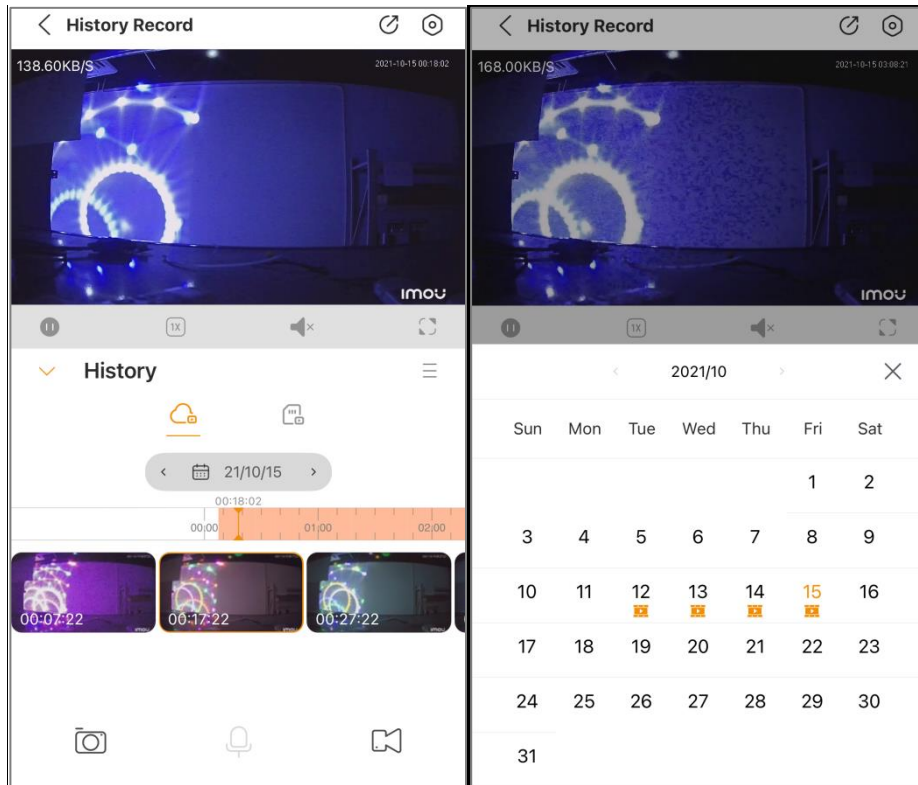 History Record
138.60KB/S
2021-10-15 00:18:02
imou
1X
History
21/10/15
00:18:02
00:00 01:00 02:00
00:07:22 00:17:22 00:27:22
History Record
168.00KB/S
2021-10-15 03:08:21
imou
1X
2021/10
Sun Mon Tue Wed Thu Fri Sat
1 2
3 4 5 6 7 8 9
10 11 12 13 14 15 16
17 18 19 20 21 22 23
24 25 26 27 28 29 30
31